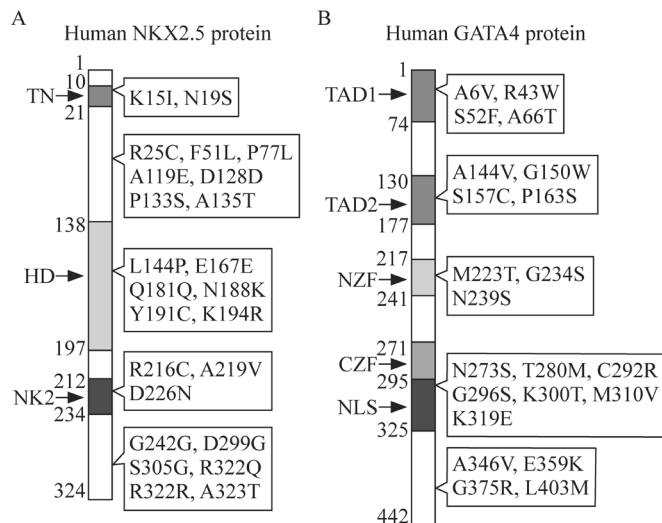 A
Human NKX2.5 protein
1
10
TN
21
K15I, N19S
R25C, F51L, P77L
A119E, D128D
P133S, A135T
138
HD
L144P, E167E
Q181Q, N188K
Y191C, K194R
197
212
NK2
234
R216C, A219V
D226N
G242G, D299G
S305G, R322Q
R322R, A323T
324
B
Human GATA4 protein
1
TAD1
74
A6V, R43W
S52F, A66T
130
TAD2
177
A144V, G150W
S157C, P163S
217
NZF
241
M223T, G234S
N239S
271
CZF
295
NLS
325
N273S, T280M, C292R
G296S, K300T, M310V
K319E
A346V, E359K
G375R, L403M
442